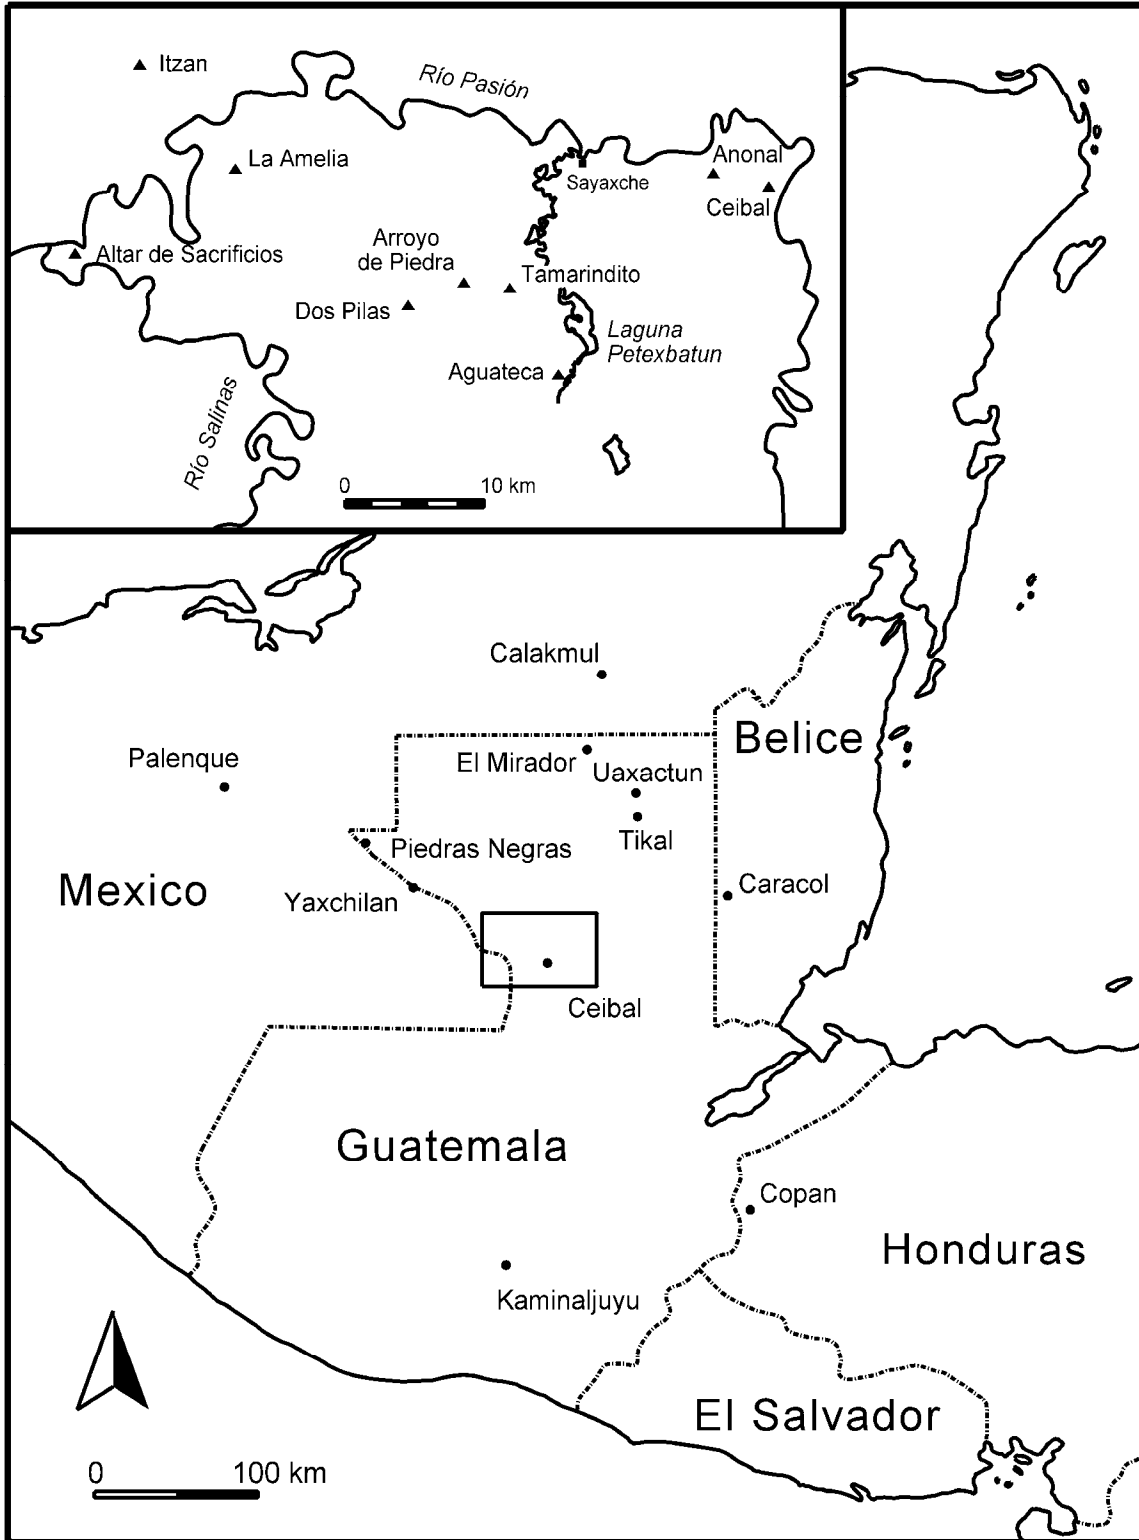 Itzan
Río Pasión
La Amelia
Anonal
Sayaxche
Ceibal
Altar de Sacrificios
Arroyo
de Piedra
Tamarindito
Dos Pilas
Laguna
Petexbatun
Aguateca
Río Salinas
0 10 km
Calakmul
Belice
Palenque
El Mirador
Uaxactun
Tikal
Piedras Negras
Mexico
Yaxchilan
Caracol
Ceibal
Guatemala
Copan
Honduras
Kaminaljuyu
El Salvador
0 100 km